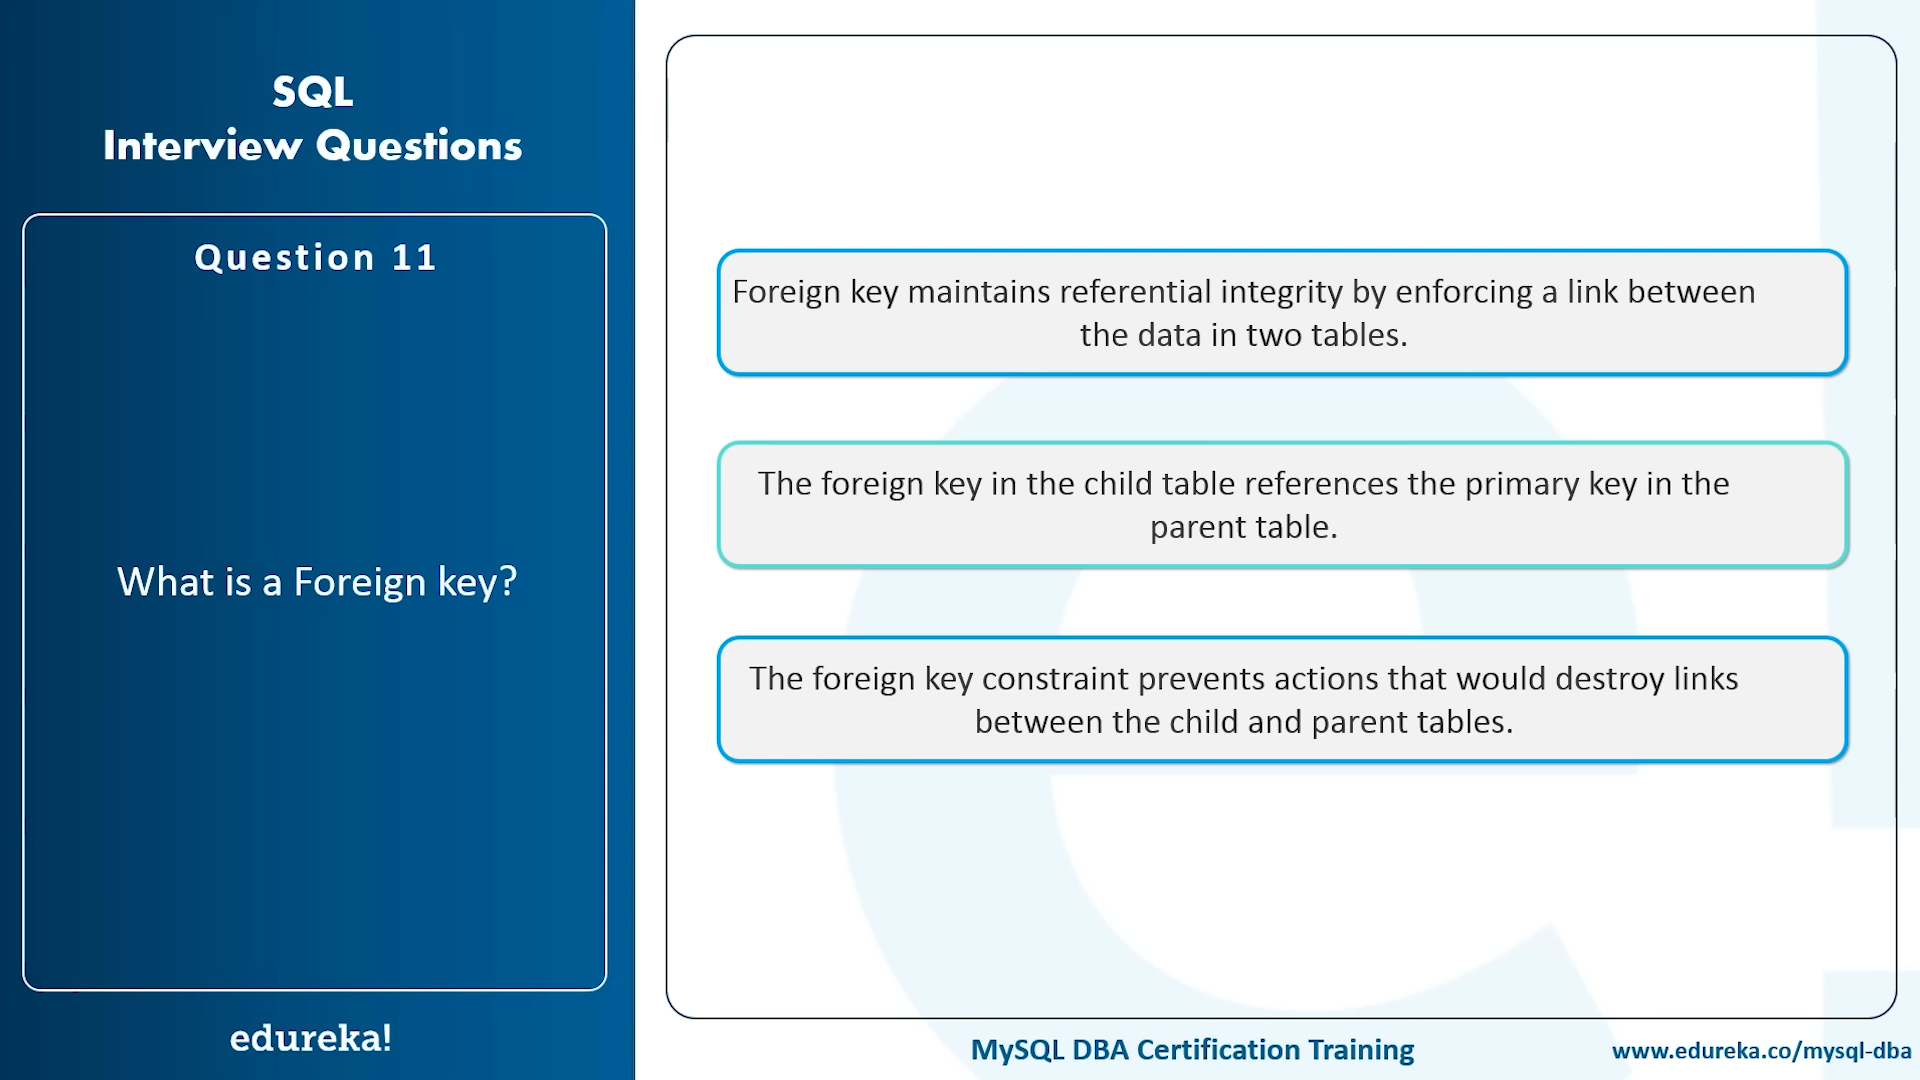 SQL
Interview Questions
Question 11
What is a Foreign key?
edureka!
Foreign key maintains referential integrity by enforcing a link between
the data in two tables.
The foreign key in the child table references the primary key in the
parent table.
The foreign key constraint prevents actions that would destroy links
between the child and parent tables.
MySQL DBA Certification Training
www.edureka.co/mysql-dba